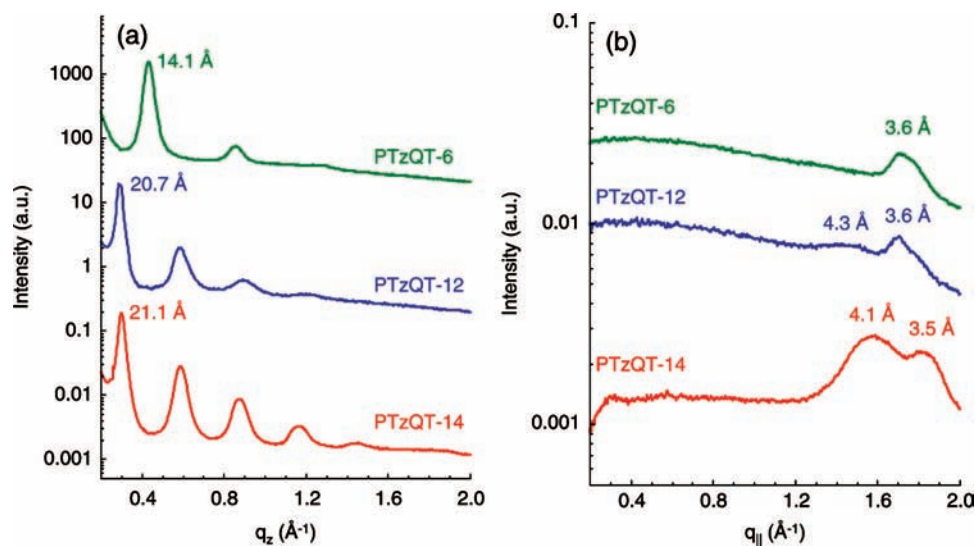 (a)
1000
100
10
1
0.1
0.01
0.001
Intensity (a.u.)
14.1 Å
PTzQT-6
20.7 Å
PTzQT-12
21.1 Å
PTzQT-14
0.4 0.8 1.2 1.6 2.0
q_z (Å⁻¹)
(b)
0.1
0.01
0.001
Intensity (a.u.)
PTzQT-6
3.6 Å
PTzQT-12
4.3 Å
3.6 Å
4.1 Å
3.5 Å
PTzQT-14
0.4 0.8 1.2 1.6 2.0
q_|| (Å⁻¹)